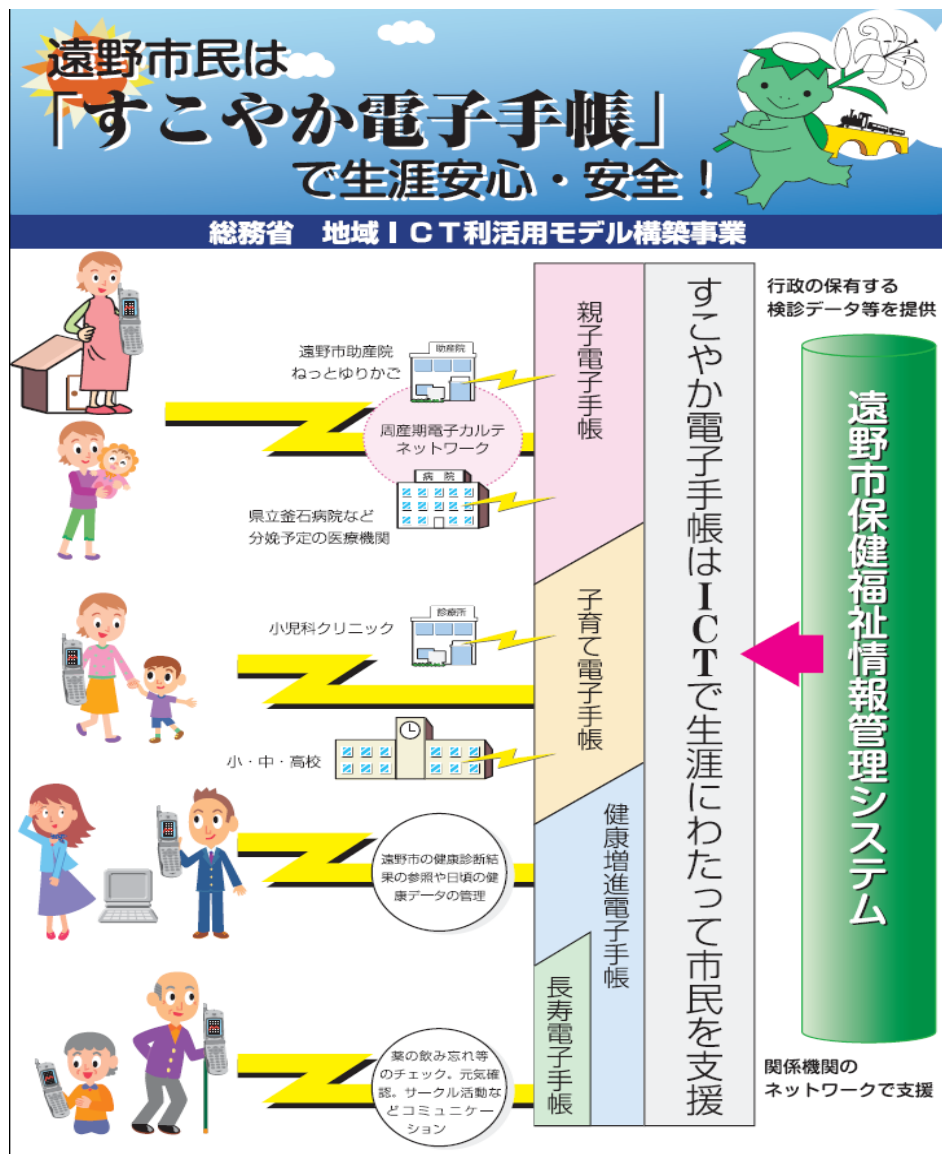 遠野市民は
「すこやか電子手帳」
で生涯安心・安全！
総務省　地域ＩＣＴ利活用モデル構築事業
行政の保有する
検診データ等を提供
遠野市助産院
ねっとゆりかご
助産院
周産期電子カルテ
ネットワーク
病院
県立釜石病院など
分娩予定の医療機関
小児科クリニック
診療所
小・中・高校
遠野市の健康診断結
果の参照や日頃の健
康データの管理
薬の飲み忘れ等
のチェック。元気確
認。サークル活動な
どコミュニケー
ション
親子電子手帳
子育て電子手帳
健康増進電子手帳
長寿電子手帳
すこやか電子手帳はＩＣＴで生涯にわたって市民を支援
遠野市保健福祉情報管理システム
関係機関の
ネットワークで支援